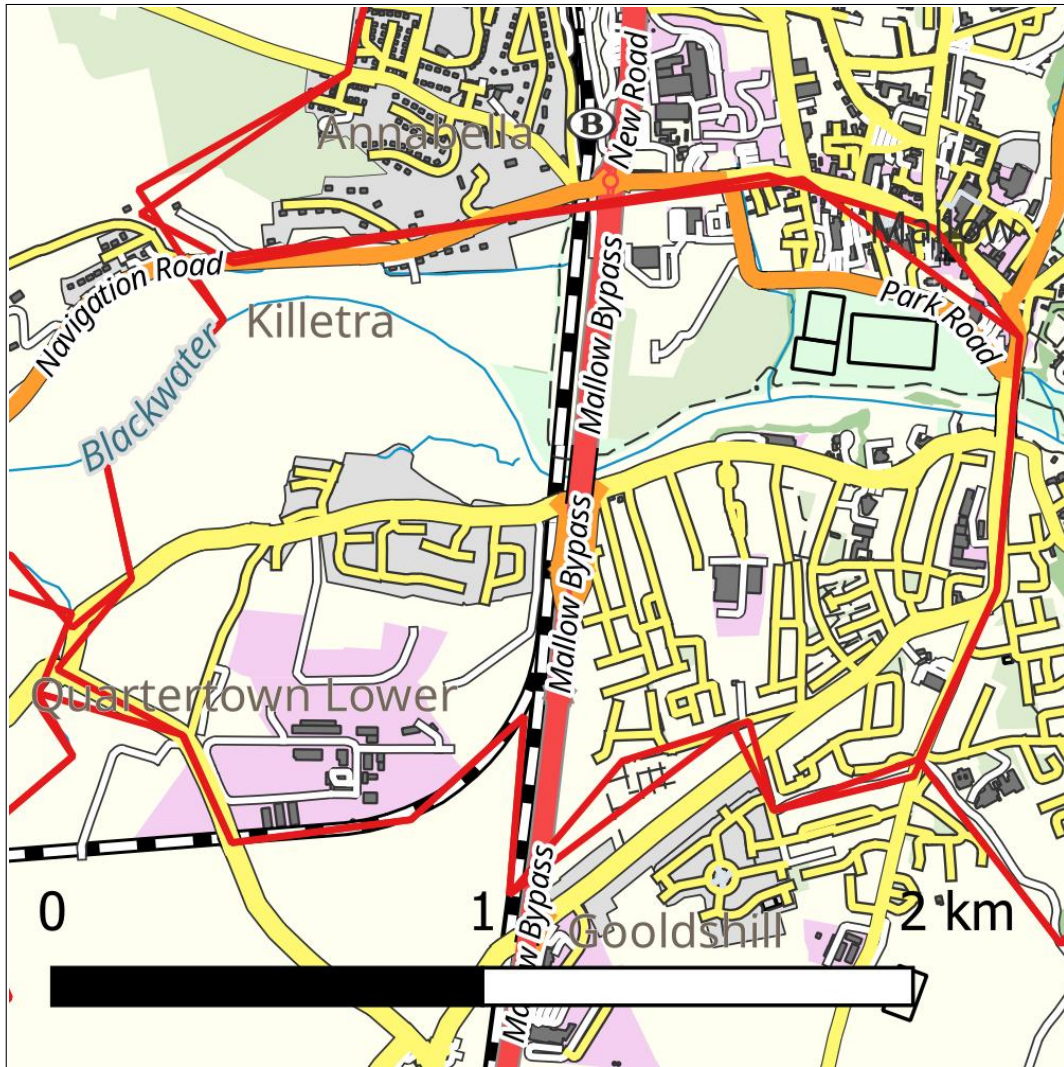 New Road
Annabella
B
Mallow
Navigation Road
Mallow Bypass
Park Road
Killetra
Blackwater
Mallow Bypass
Quartertown Lower
Mallow Bypass
0
1
2 km
Gooldshill